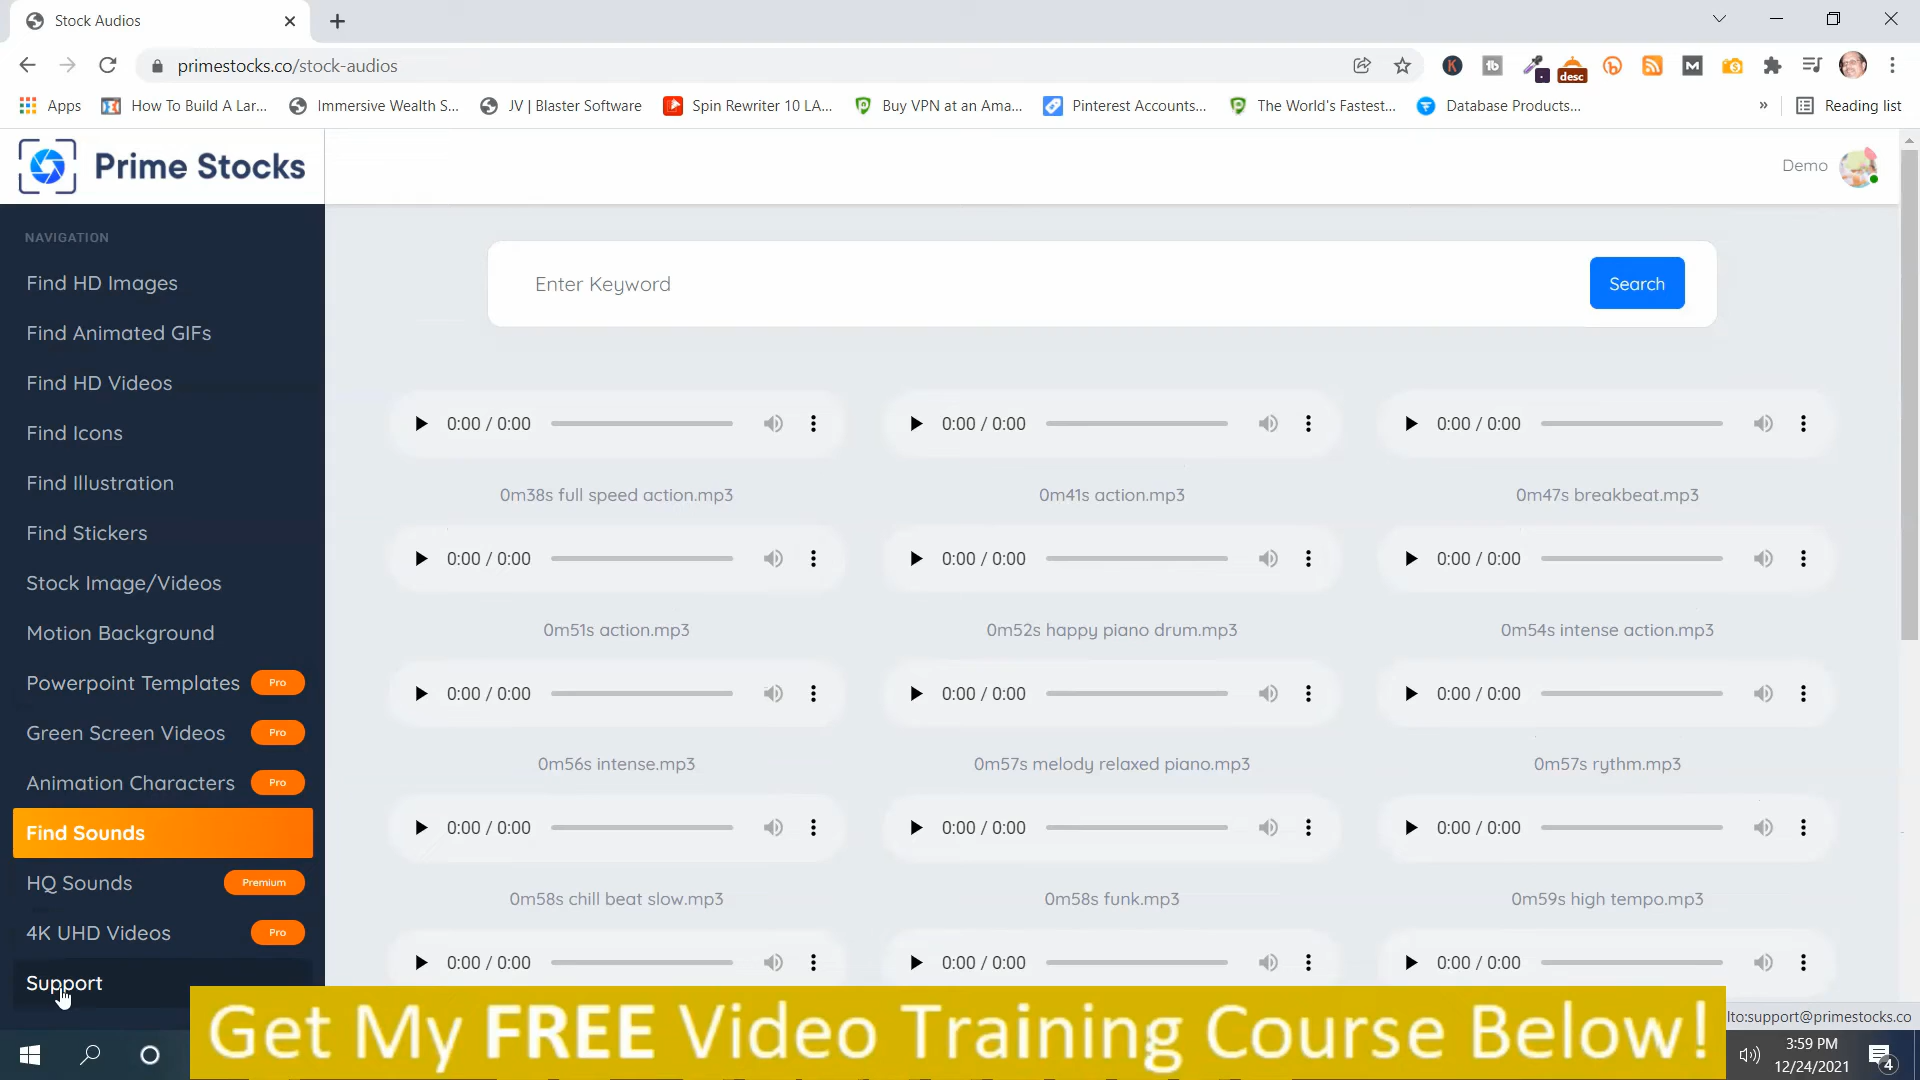 Stock Audios
primestocks.co/stock-audios
desc
Apps
How To Build A Lar...
Immersive Wealth S...
JV | Blaster Software
Spin Rewriter 10 LA...
Buy VPN at an Ama...
Pinterest Accounts...
The World's Fastest...
Database Products...
»
Reading list
Prime Stocks
Demo
NAVIGATION
Find HD Images
Find Animated GIFs
Find HD Videos
Find Icons
Find Illustration
Find Stickers
Stock Image/Videos
Motion Background
Powerpoint Templates Pro
Green Screen Videos Pro
Animation Characters Pro
Find Sounds
HQ Sounds Premium
4K UHD Videos Pro
Support
Enter Keyword
Search
0:00 / 0:00
0:00 / 0:00
0:00 / 0:00
0m38s full speed action.mp3
0m41s action.mp3
0m47s breakbeat.mp3
0:00 / 0:00
0:00 / 0:00
0:00 / 0:00
0m51s action.mp3
0m52s happy piano drum.mp3
0m54s intense action.mp3
0:00 / 0:00
0:00 / 0:00
0:00 / 0:00
0m56s intense.mp3
0m57s melody relaxed piano.mp3
0m57s rythm.mp3
0:00 / 0:00
0:00 / 0:00
0:00 / 0:00
0m58s chill beat slow.mp3
0m58s funk.mp3
0m59s high tempo.mp3
0:00 / 0:00
0:00 / 0:00
0:00 / 0:00
lto:support@primestocks.co
Get My FREE Video Training Course Below!
3:59 PM
12/24/2021
4